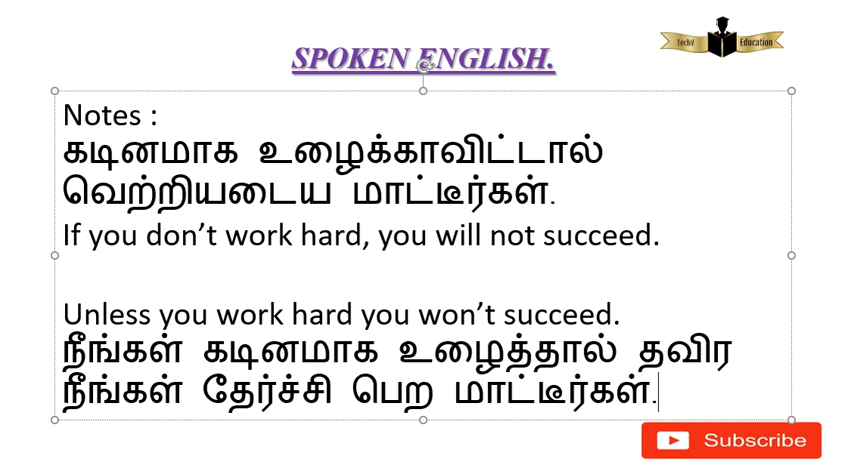 SPOKEN ENGLISH.
TechV Education
Notes :
கடினமாக உழைக்காவிட்டால்
வெற்றியடைய மாட்டீர்கள்.
If you don’t work hard, you will not succeed.
Unless you work hard you won’t succeed.
நீங்கள் கடினமாக உழைத்தால் தவிர
நீங்கள் தேர்ச்சி பெற மாட்டீர்கள்.
Subscribe